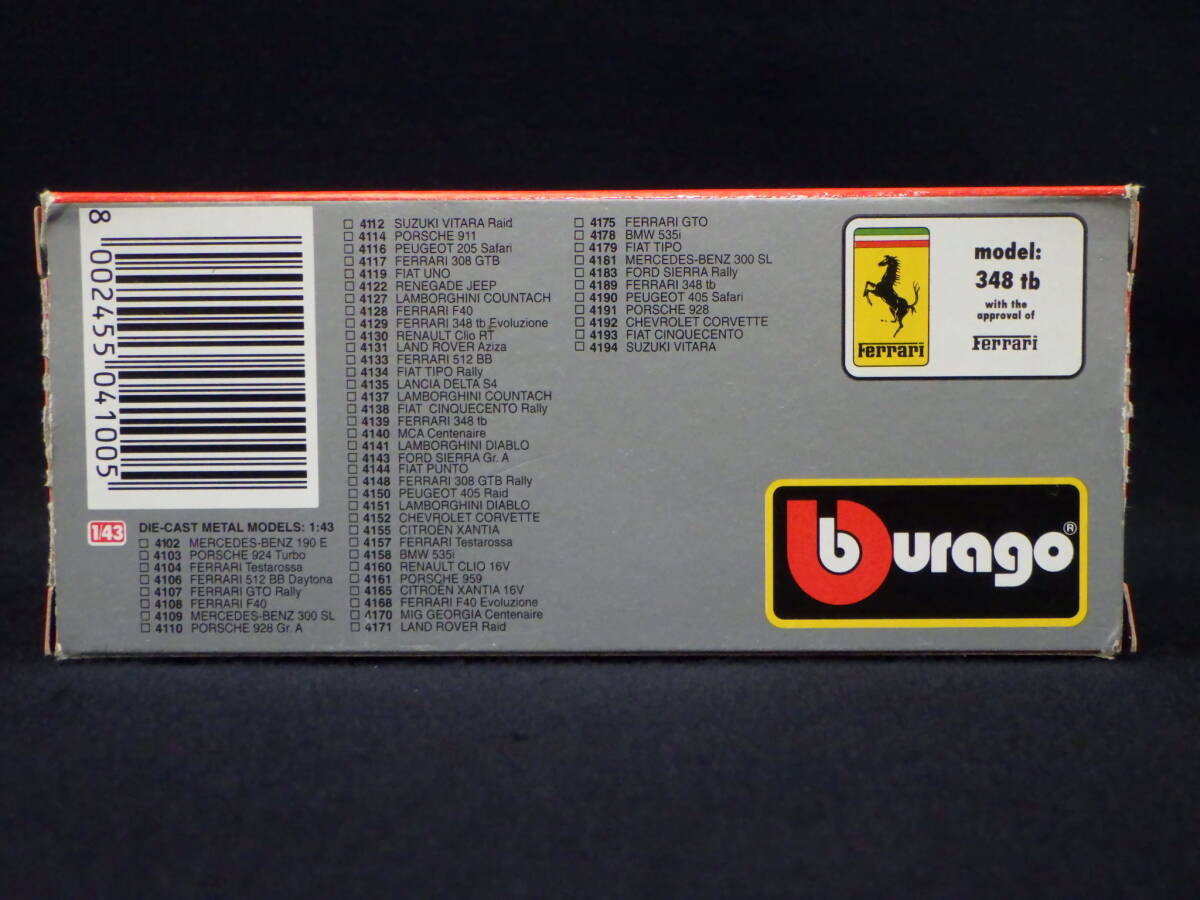 8 002455 041005
1/43 DIE-CAST METAL MODELS: 1:43
4102 MERCEDES-BENZ 190 E
4103 PORSCHE 924 Turbo
4104 FERRARI Testarossa
4106 FERRARI 512 BB Daytona
4107 FERRARI GTO Rally
4108 FERRARI F40
4109 MERCEDES-BENZ 300 SL
4110 PORSCHE 928 Gr. A
4112 SUZUKI VITARA Raid
4114 PORSCHE 911
4116 PEUGEOT 205 Safari
4117 FERRARI 308 GTB
4119 FIAT UNO
4122 RENEGADE JEEP
4127 LAMBORGHINI COUNTACH
4128 FERRARI F40
4129 FERRARI 348 tb Evoluzione
4130 RENAULT Clio RT
4131 LAND ROVER Aziza
4133 FERRARI 512 BB
4134 FIAT TIPO Rally
4135 LANCIA DELTA S4
4137 LAMBORGHINI COUNTACH
4138 FIAT CINQUECENTO Rally
4139 FERRARI 348 tb
4140 MCA Centenaire
4141 LAMBORGHINI DIABLO
4143 FORD SIERRA Gr. A
4144 FIAT PUNTO
4148 FERRARI 308 GTB Rally
4150 PEUGEOT 405 Raid
4151 LAMBORGHINI DIABLO
4152 CHEVROLET CORVETTE
4155 CITROËN XANTIA
4157 FERRARI Testarossa
4158 BMW 535i
4160 RENAULT CLIO 16V
4161 PORSCHE 959
4165 CITROËN XANTIA 16V
4168 FERRARI F40 Evoluzione
4170 MIG GEORGIA Centenaire
4171 LAND ROVER Raid
4175 FERRARI GTO
4178 BMW 535i
4179 FIAT TIPO
4181 MERCEDES-BENZ 300 SL
4183 FORD SIERRA Rally
4189 FERRARI 348 tb
4190 PEUGEOT 405 Safari
4191 PORSCHE 928
4192 CHEVROLET CORVETTE
4193 FIAT CINQUECENTO
4194 SUZUKI VITARA
Ferrari
model:
348 tb
with the
approval of
Ferrari
burago®